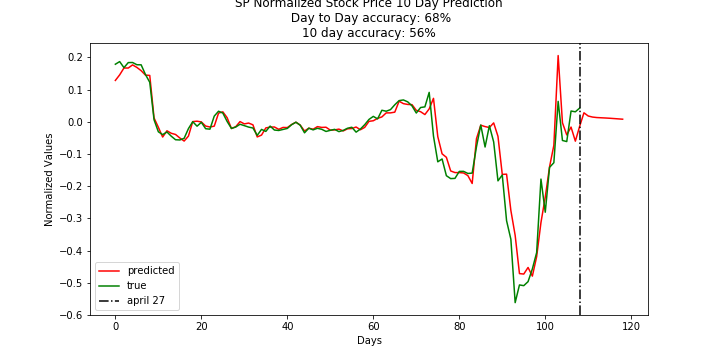 SP Normalized Stock Price 10 Day Prediction
Day to Day accuracy: 68%
10 day accuracy: 56%
0.2
0.1
0.0
−0.1
−0.2
−0.3
−0.4
−0.5
−0.6
Normalized Values
predicted
true
april 27
0
20
40
60
80
100
120
Days